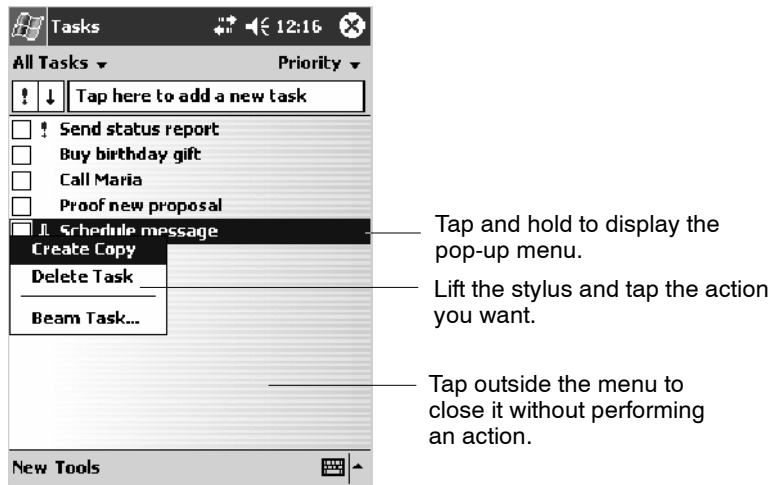 Tasks 12:16
All Tasks Priority
! ↓ Tap here to add a new task
! Send status report
Buy birthday gift
Call Maria
Proof new proposal
Schedule message
Create Copy
Delete Task
Beam Task...
New Tools
Tap and hold to display the
pop-up menu.
Lift the stylus and tap the action
you want.
Tap outside the menu to
close it without performing
an action.